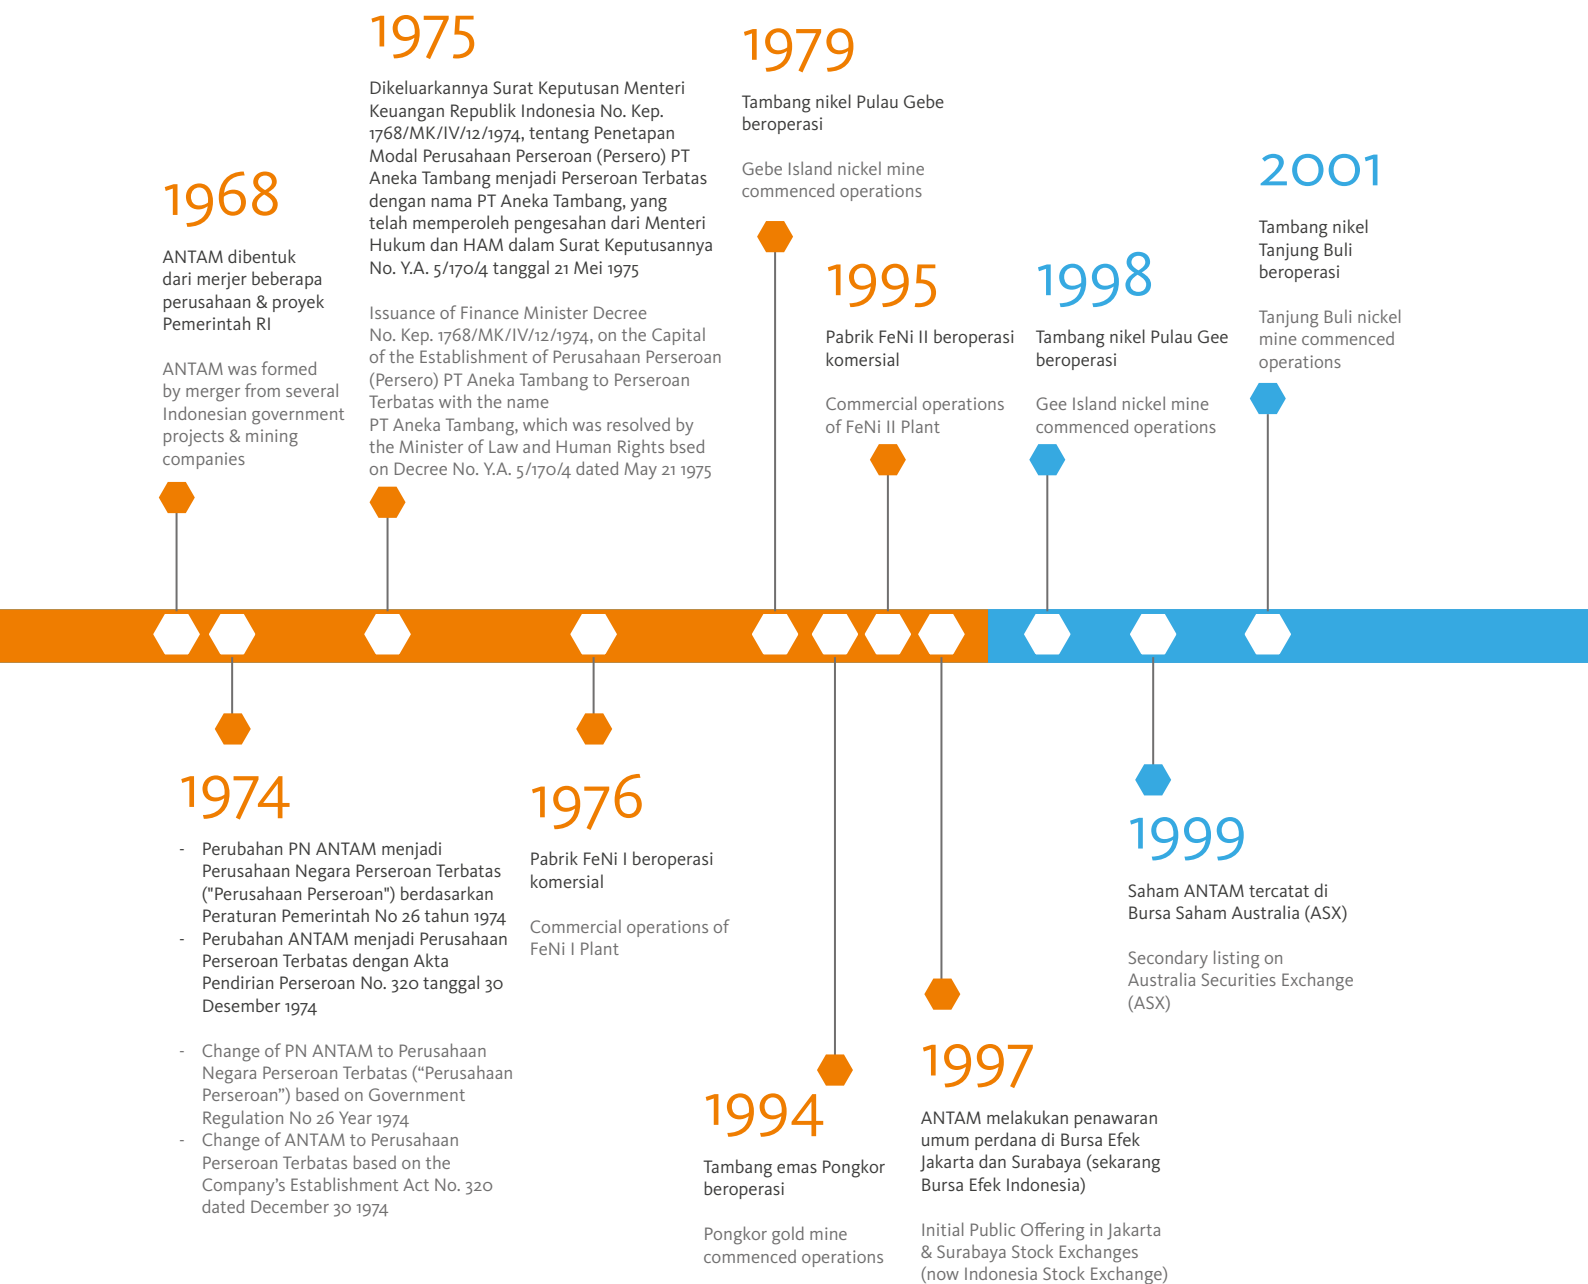 1968
ANTAM dibentuk
dari merjer beberapa
perusahaan & proyek
Pemerintah RI
ANTAM was formed
by merger from several
Indonesian government
projects & mining
companies
1975
Dikeluarkannya Surat Keputusan Menteri
Keuangan Republik Indonesia No. Kep.
1768/MK/IV/12/1974, tentang Penetapan
Modal Perusahaan Perseroan (Persero) PT
Aneka Tambang menjadi Perseroan Terbatas
dengan nama PT Aneka Tambang, yang
telah memperoleh pengesahan dari Menteri
Hukum dan HAM dalam Surat Keputusannya
No. Y.A. 5/170/4 tanggal 21 Mei 1975
Issuance of Finance Minister Decree
No. Kep. 1768/MK/IV/12/1974, on the Capital
of the Establishment of Perusahaan Perseroan
(Persero) PT Aneka Tambang to Perseroan
Terbatas with the name
PT Aneka Tambang, which was resolved by
the Minister of Law and Human Rights bsed
on Decree No. Y.A. 5/170/4 dated May 21 1975
1979
Tambang nikel Pulau Gebe
beroperasi
Gebe Island nickel mine
commenced operations
1995
Pabrik FeNi II beroperasi
komersial
Commercial operations
of FeNi II Plant
1998
Tambang nikel Pulau Gee
beroperasi
Gee Island nickel mine
commenced operations
2001
Tambang nikel
Tanjung Buli
beroperasi
Tanjung Buli nickel
mine commenced
operations
1974
- Perubahan PN ANTAM menjadi
Perusahaan Negara Perseroan Terbatas
("Perusahaan Perseroan") berdasarkan
Peraturan Pemerintah No 26 tahun 1974
- Perubahan ANTAM menjadi Perusahaan
Perseroan Terbatas dengan Akta
Pendirian Perseroan No. 320 tanggal 30
Desember 1974
- Change of PN ANTAM to Perusahaan
Negara Perseroan Terbatas (“Perusahaan
Perseroan”) based on Government
Regulation No 26 Year 1974
- Change of ANTAM to Perusahaan
Perseroan Terbatas based on the
Company’s Establishment Act No. 320
dated December 30 1974
1976
Pabrik FeNi I beroperasi
komersial
Commercial operations of
FeNi I Plant
1994
Tambang emas Pongkor
beroperasi
Pongkor gold mine
commenced operations
1997
ANTAM melakukan penawaran
umum perdana di Bursa Efek
Jakarta dan Surabaya (sekarang
Bursa Efek Indonesia)
Initial Public Offering in Jakarta
& Surabaya Stock Exchanges
(now Indonesia Stock Exchange)
1999
Saham ANTAM tercatat di
Bursa Saham Australia (ASX)
Secondary listing on
Australia Securities Exchange
(ASX)